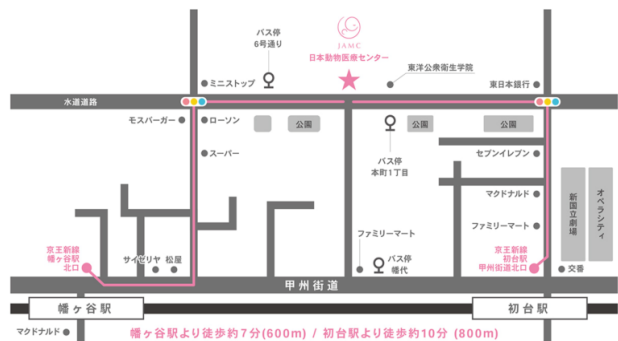 JAMC
日本動物医療センター
バス停
6号通り
ミニストップ
東洋公衆衛生学院
東日本銀行
水道道路
モスバーガー
ローソン
公園
公園
公園
スーパー
バス停
本町1丁目
セブンイレブン
マクドナルド
新国立劇場
オペラシティ
ファミリーマート
ファミリーマート
京王新線
幡ヶ谷駅
北口
サイゼリヤ
松屋
バス停
幡代
京王新線
初台駅
甲州街道北口
交番
甲州街道
幡ヶ谷駅
初台駅
マクドナルド
幡ヶ谷駅より徒歩約7分(600m) / 初台駅より徒歩約10分 (800m)